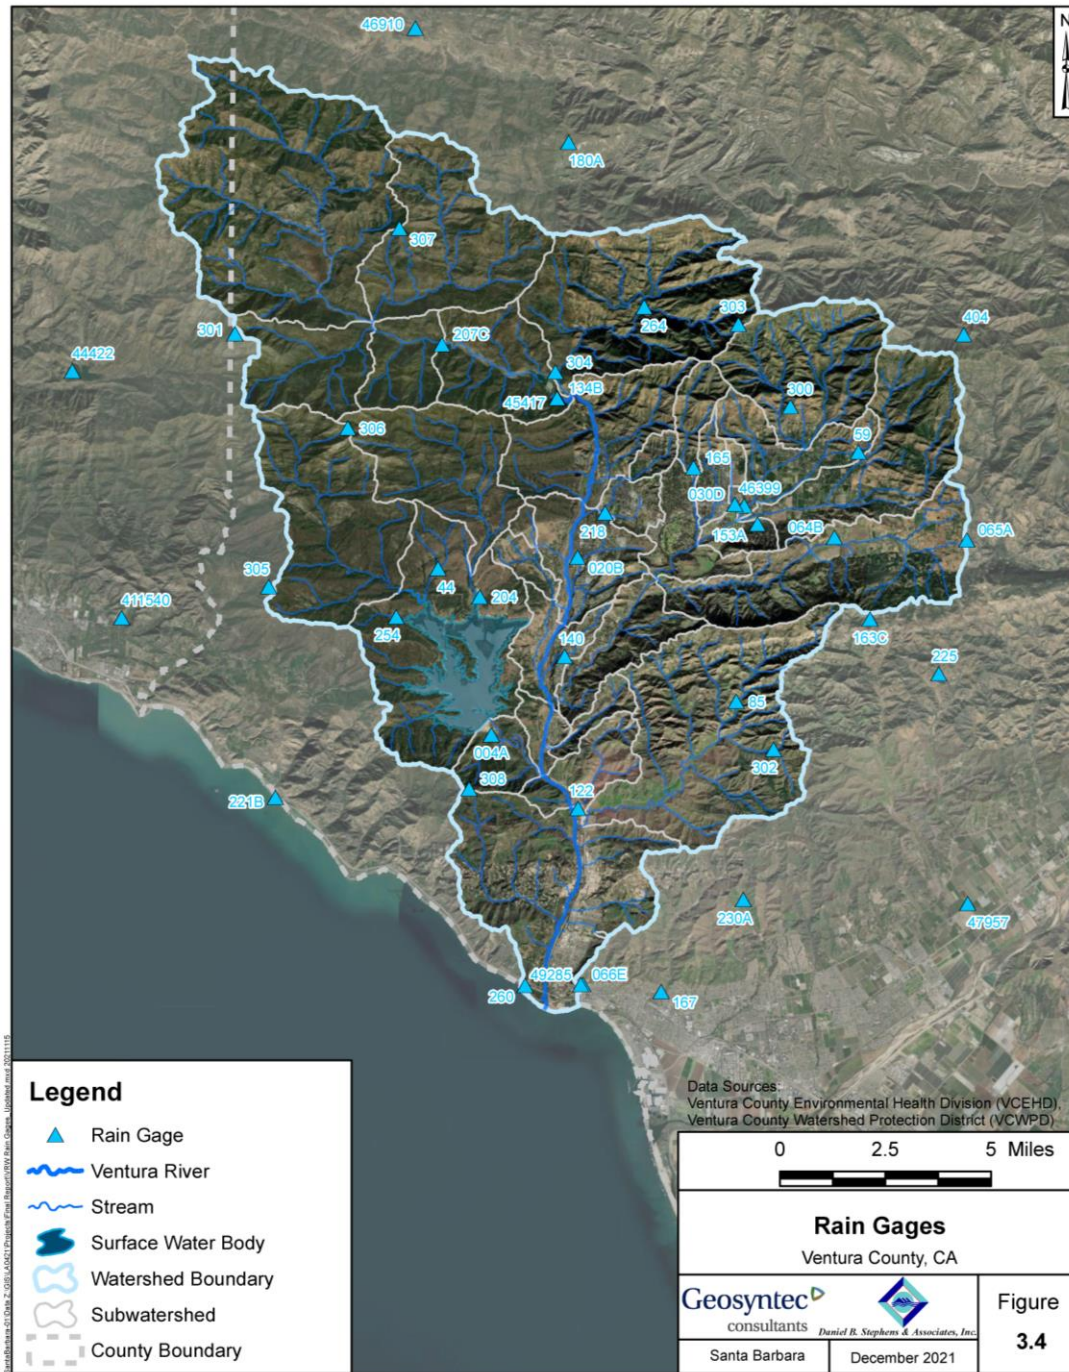 46910
N
180A
307
301
264
303
404
44422
207C
304
134B
45417
300
306
59
165
030D
46399
218
153A
064B
065A
020B
305
44
204
411540
254
140
163C
225
85
004A
302
308
122
221B
230A
47957
49285
066E
260
167
Data Sources:
Ventura County Environmental Health Division (VCEHD),
Ventura County Watershed Protection District (VCWPD)
Legend
Rain Gage
Ventura River
Stream
Surface Water Body
Watershed Boundary
Subwatershed
County Boundary
0 2.5 5 Miles
Rain Gages
Ventura County, CA
Geosyntec
consultants
Daniel B. Stephens & Associates, Inc.
Figure
3.4
Santa Barbara
December 2021